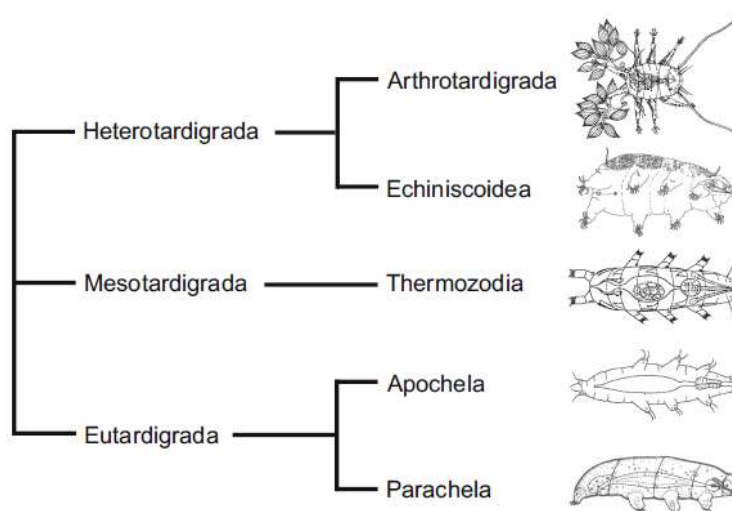 Arthrotardigrada
Heterotardigrada
Echiniscoidea
Mesotardigrada
Thermozodia
Apochela
Eutardigrada
Parachela